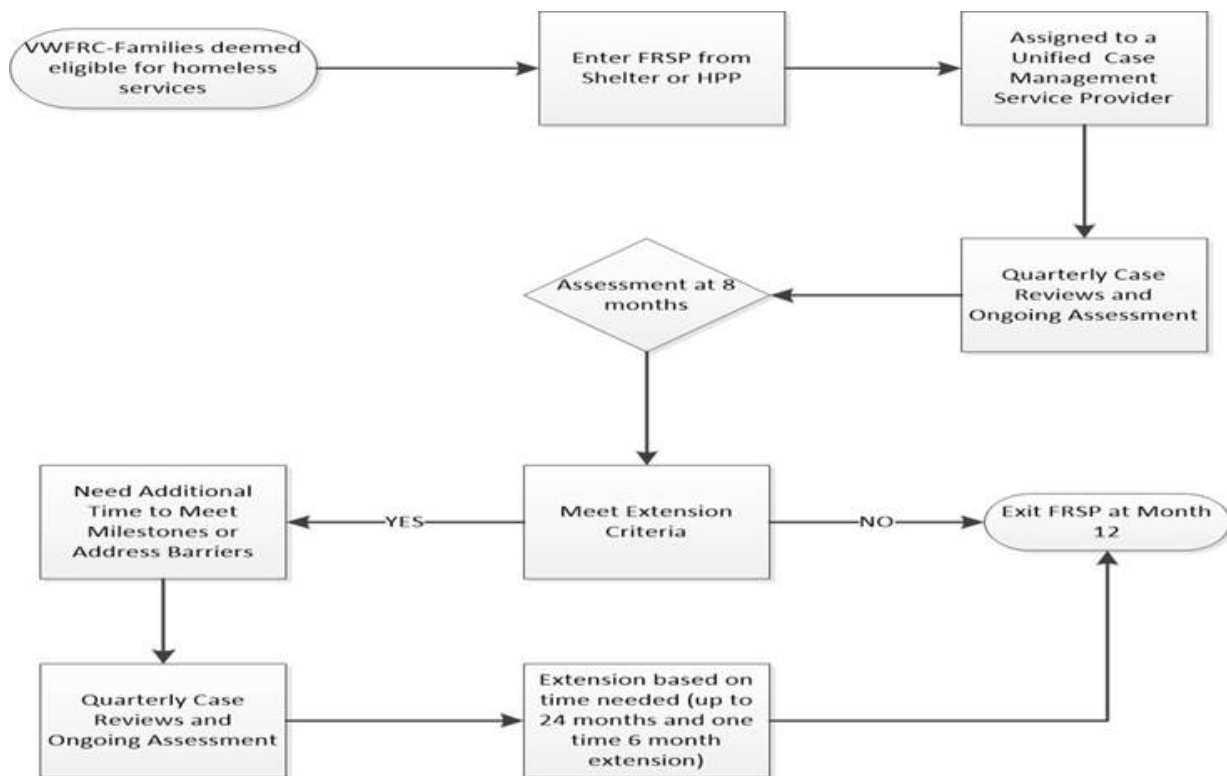 VWFRC-Families deemed
eligible for homeless
services
Enter FRSP from
Shelter or HPP
Assigned to a
Unified Case
Management
Service Provider
Quarterly Case
Reviews and
Ongoing Assessment
Assessment at 8
months
Meet Extension
Criteria
YES
NO
Need Additional
Time to Meet
Milestones or
Address Barriers
Exit FRSP at Month
12
Quarterly Case
Reviews and
Ongoing Assessment
Extension based on
time needed (up to
24 months and one
time 6 month
extension)